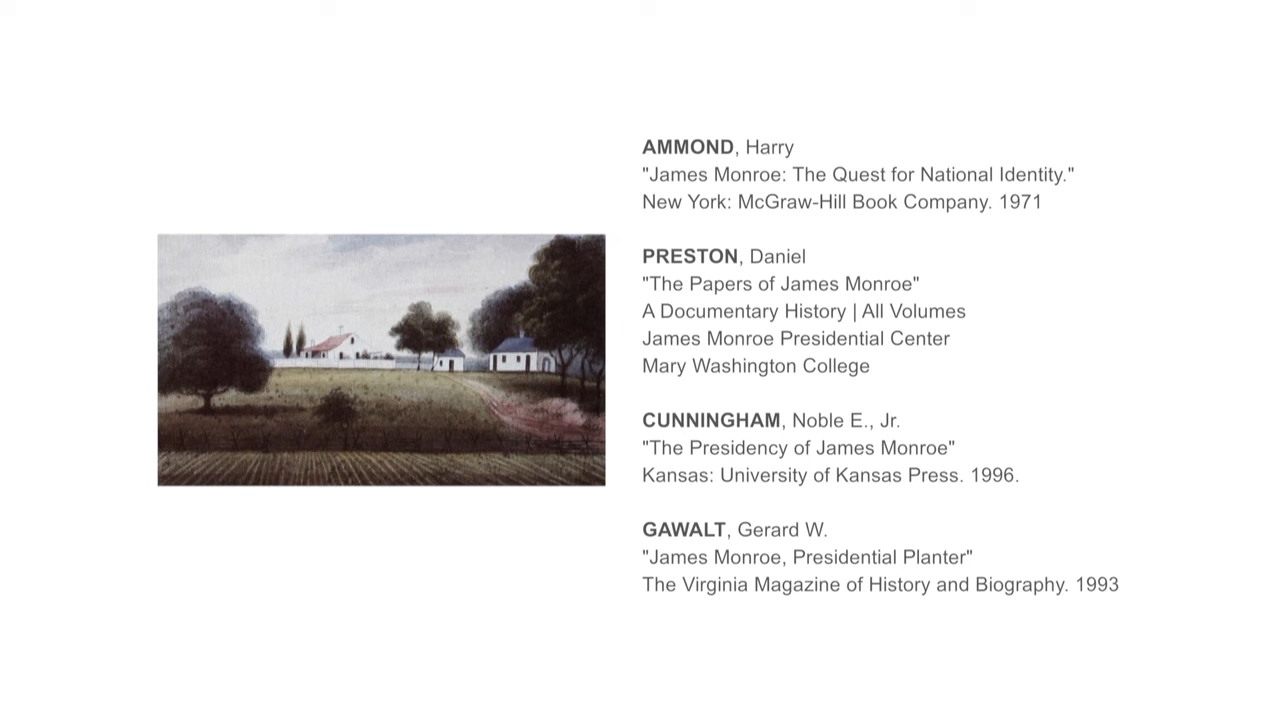 AMMOND, Harry
"James Monroe: The Quest for National Identity."
New York: McGraw-Hill Book Company. 1971
PRESTON, Daniel
"The Papers of James Monroe"
A Documentary History | All Volumes
James Monroe Presidential Center
Mary Washington College
CUNNINGHAM, Noble E., Jr.
"The Presidency of James Monroe"
Kansas: University of Kansas Press. 1996.
GAWALT, Gerard W.
"James Monroe, Presidential Planter"
The Virginia Magazine of History and Biography. 1993